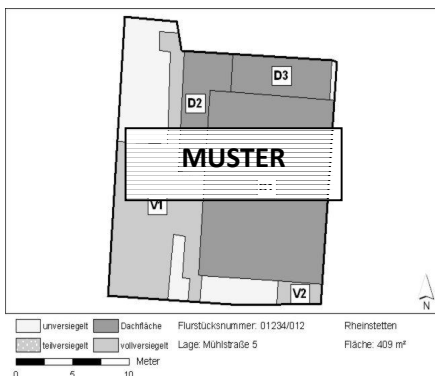 D3
D2
MUSTER
V1
V2
N
unversiegelt Dachfläche Flurstücksnummer: 01234/012 Rheinstetten
teilversiegelt vollversiegelt Lage: Mühlstraße 5 Fläche: 409 m²
Meter
0 5 10